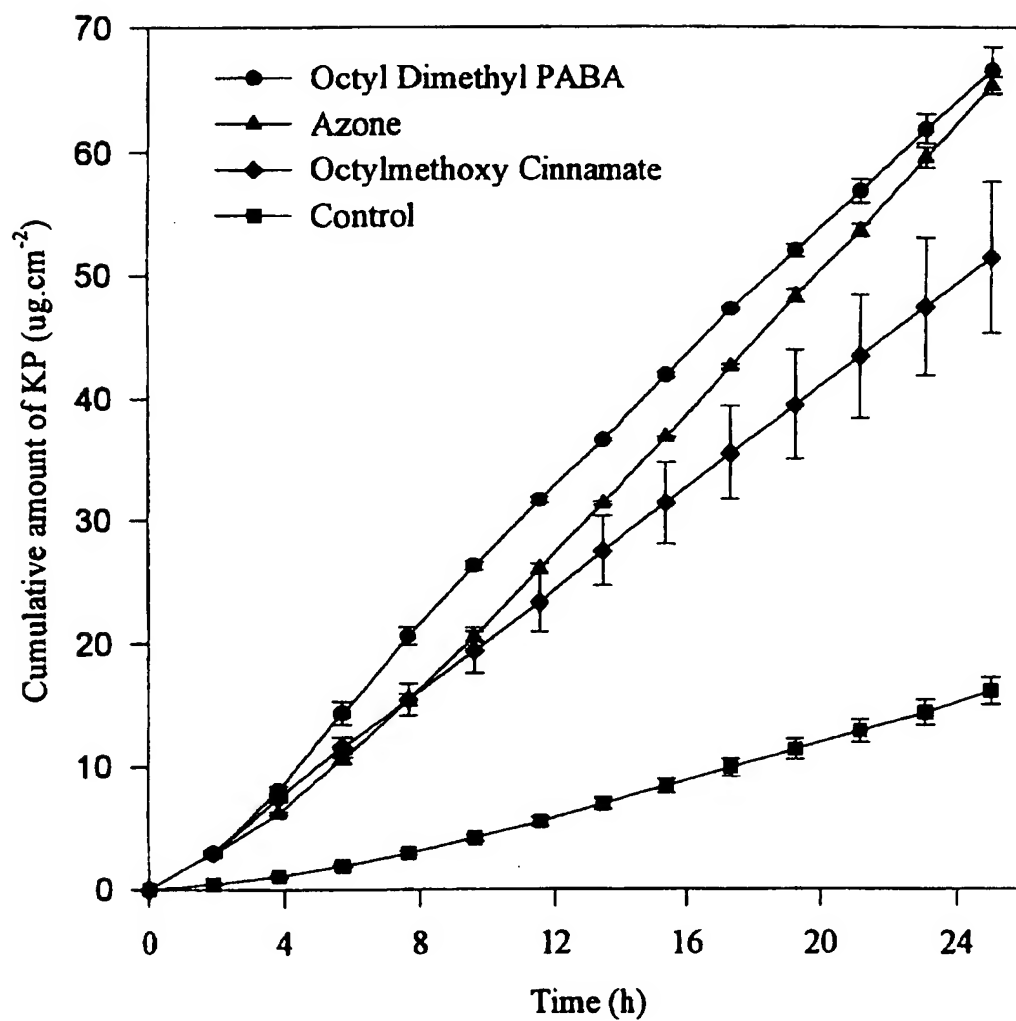 70
60
50
40
30
20
10
0
Cumulative amount of KP (ug.cm⁻²)
Octyl Dimethyl PABA
Azone
Octylmethoxy Cinnamate
Control
0 4 8 12 16 20 24
Time (h)